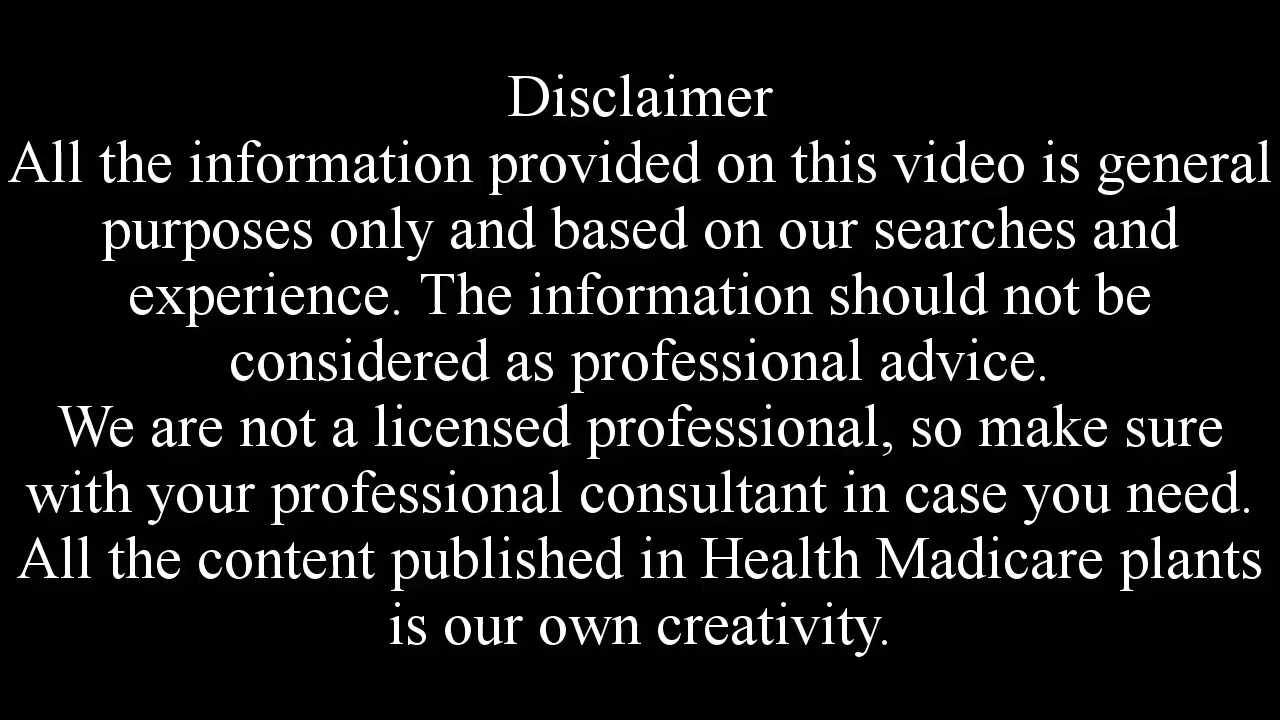 Disclaimer
All the information provided on this video is general
purposes only and based on our searches and
experience. The information should not be
considered as professional advice.
We are not a licensed professional, so make sure
with your professional consultant in case you need.
All the content published in Health Madicare plants
is our own creativity.